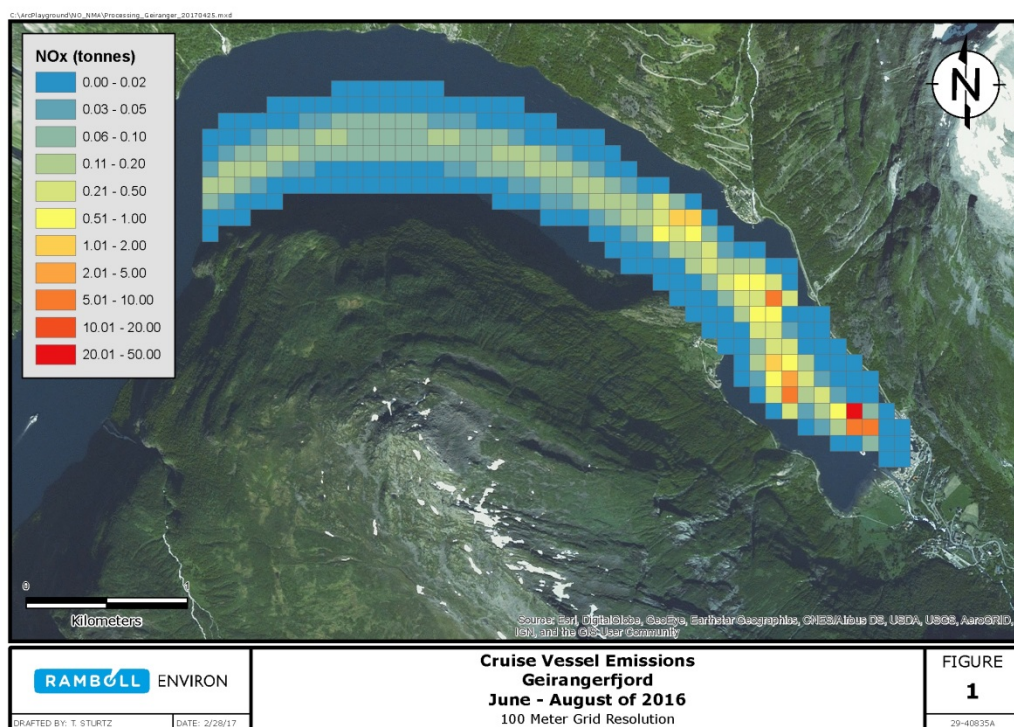 C:\ArcPlayground\NO_NMA\Processing_Geiranger_20170425.mxd
NOx (tonnes)
0.00 - 0.02
0.03 - 0.05
0.06 - 0.10
0.11 - 0.20
0.21 - 0.50
0.51 - 1.00
1.01 - 2.00
2.01 - 5.00
5.01 - 10.00
10.01 - 20.00
20.01 - 50.00
N
0 1
Kilometers
Source: Esri, DigitalGlobe, GeoEye, Earthstar Geographics, CNES/Airbus DS, USDA, USGS, AeroGRID,
IGN, and the GIS User Community
RAMBOLL ENVIRON
DRAFTED BY: T. STURTZ
DATE: 2/28/17
Cruise Vessel Emissions
Geirangerfjord
June - August of 2016
100 Meter Grid Resolution
FIGURE
1
29-40835A